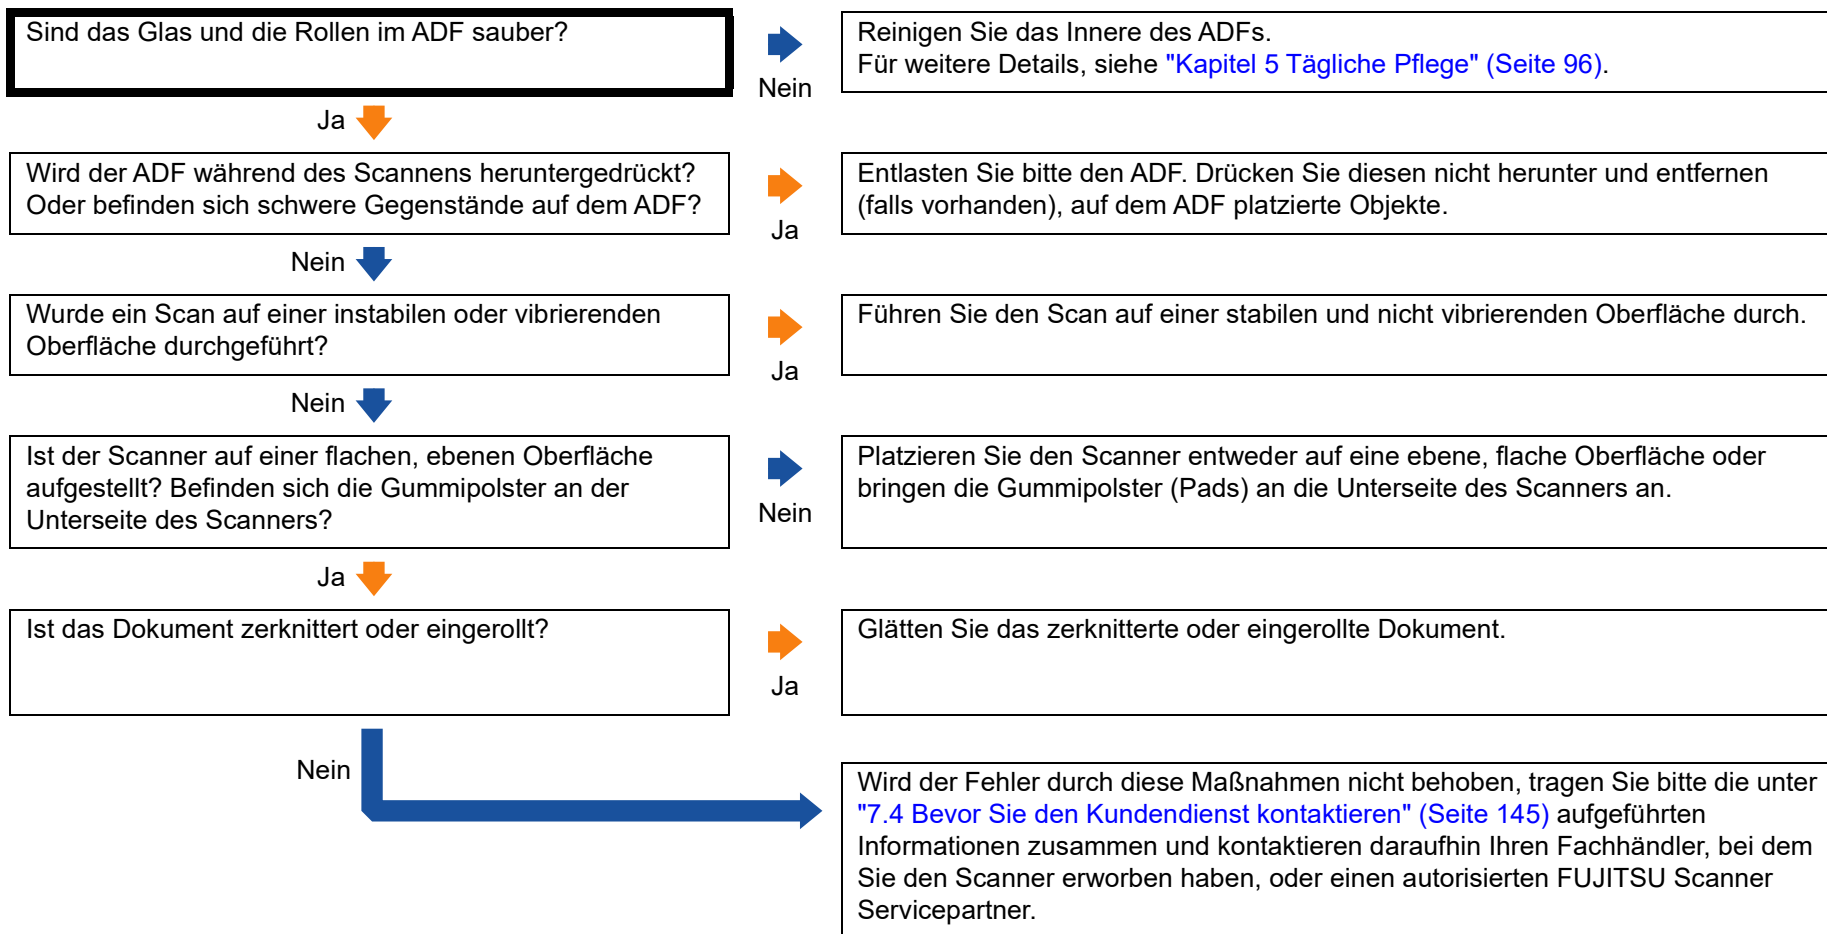 Sind das Glas und die Rollen im ADF sauber?
Nein
Reinigen Sie das Innere des ADFs.
Für weitere Details, siehe "Kapitel 5 Tägliche Pflege" (Seite 96).
Ja
Wird der ADF während des Scannens heruntergedrückt?
Oder befinden sich schwere Gegenstände auf dem ADF?
Ja
Entlasten Sie bitte den ADF. Drücken Sie diesen nicht herunter und entfernen
(falls vorhanden), auf dem ADF platzierte Objekte.
Nein
Wurde ein Scan auf einer instabilen oder vibrierenden
Oberfläche durchgeführt?
Ja
Führen Sie den Scan auf einer stabilen und nicht vibrierenden Oberfläche durch.
Nein
Ist der Scanner auf einer flachen, ebenen Oberfläche
aufgestellt? Befinden sich die Gummipolster an der
Unterseite des Scanners?
Nein
Platzieren Sie den Scanner entweder auf eine ebene, flache Oberfläche oder
bringen die Gummipolster (Pads) an die Unterseite des Scanners an.
Ja
Ist das Dokument zerknittert oder eingerollt?
Ja
Glätten Sie das zerknitterte oder eingerollte Dokument.
Nein
Wird der Fehler durch diese Maßnahmen nicht behoben, tragen Sie bitte die unter
"7.4 Bevor Sie den Kundendienst kontaktieren" (Seite 145) aufgeführten
Informationen zusammen und kontaktieren daraufhin Ihren Fachhändler, bei dem
Sie den Scanner erworben haben, oder einen autorisierten FUJITSU Scanner
Servicepartner.